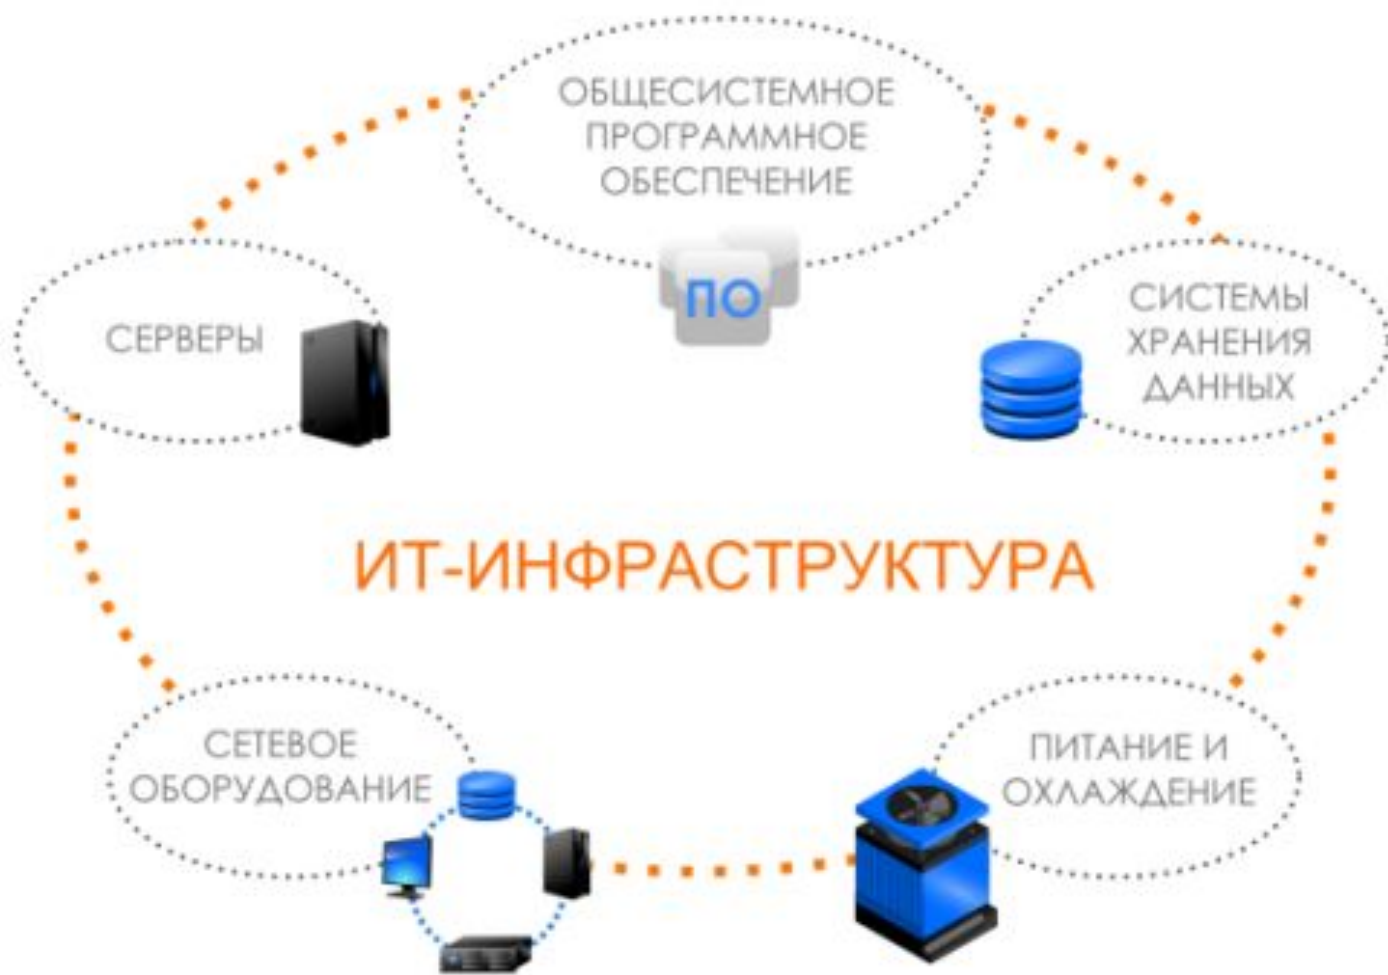 ОБЩЕСИСТЕМНОЕ
ПРОГРАММНОЕ
ОБЕСПЕЧЕНИЕ
ПО
СЕРВЕРЫ
СИСТЕМЫ
ХРАНЕНИЯ
ДАННЫХ
ИТ-ИНФРАСТРУКТУРА
СЕТЕВОЕ
ОБОРУДОВАНИЕ
ПИТАНИЕ И
ОХЛАЖДЕНИЕ